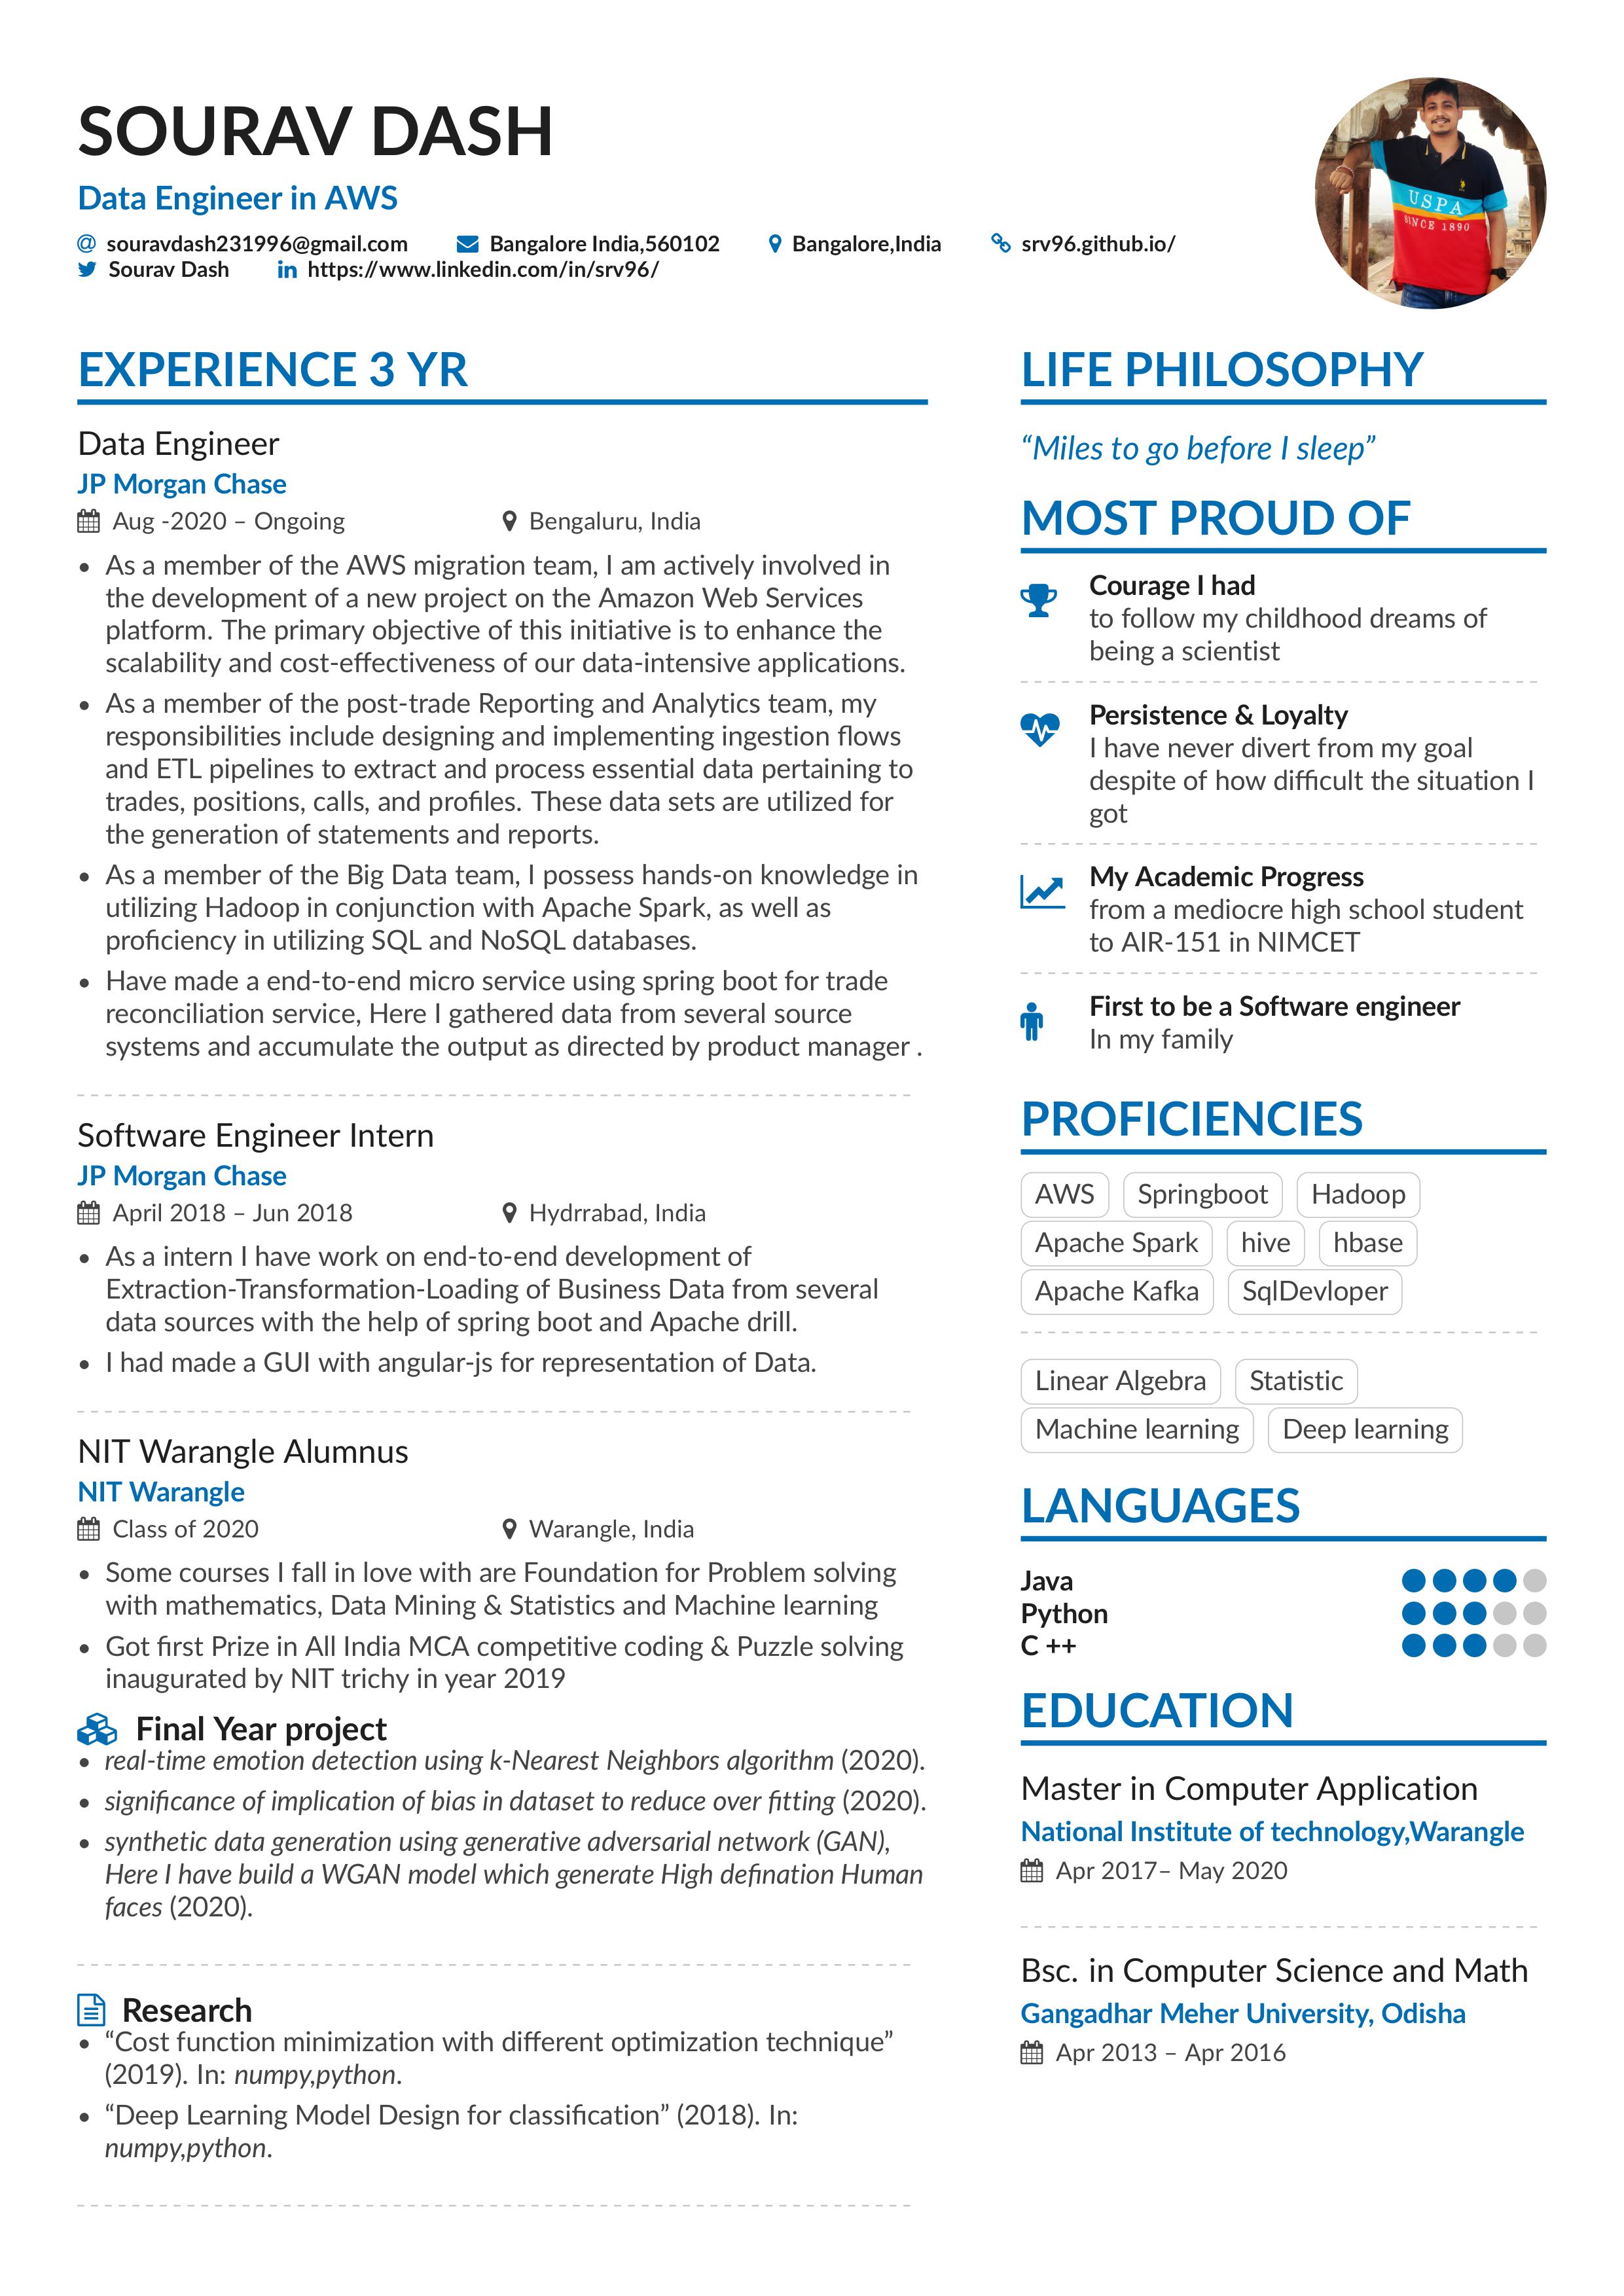 SOURAV DASH
Data Engineer in AWS
souravdash231996@gmail.com Bangalore India,560102 Bangalore,India srv96.github.io/
Sourav Dash https://www.linkedin.com/in/srv96/
USPA
SINCE 1890
EXPERIENCE 3 YR
Data Engineer
JP Morgan Chase
Aug -2020 – Ongoing Bengaluru, India
• As a member of the AWS migration team, I am actively involved in
the development of a new project on the Amazon Web Services
platform. The primary objective of this initiative is to enhance the
scalability and cost-effectiveness of our data-intensive applications.
• As a member of the post-trade Reporting and Analytics team, my
responsibilities include designing and implementing ingestion flows
and ETL pipelines to extract and process essential data pertaining to
trades, positions, calls, and profiles. These data sets are utilized for
the generation of statements and reports.
• As a member of the Big Data team, I possess hands-on knowledge in
utilizing Hadoop in conjunction with Apache Spark, as well as
proficiency in utilizing SQL and NoSQL databases.
• Have made a end-to-end micro service using spring boot for trade
reconciliation service, Here I gathered data from several source
systems and accumulate the output as directed by product manager .
Software Engineer Intern
JP Morgan Chase
April 2018 – Jun 2018 Hydrrabad, India
• As a intern I have work on end-to-end development of
Extraction-Transformation-Loading of Business Data from several
data sources with the help of spring boot and Apache drill.
• I had made a GUI with angular-js for representation of Data.
NIT Warangle Alumnus
NIT Warangle
Class of 2020 Warangle, India
• Some courses I fall in love with are Foundation for Problem solving
with mathematics, Data Mining & Statistics and Machine learning
• Got first Prize in All India MCA competitive coding & Puzzle solving
inaugurated by NIT trichy in year 2019
Final Year project
• real-time emotion detection using k-Nearest Neighbors algorithm (2020).
• significance of implication of bias in dataset to reduce over fitting (2020).
• synthetic data generation using generative adversarial network (GAN),
Here I have build a WGAN model which generate High defination Human
faces (2020).
Research
• “Cost function minimization with different optimization technique”
(2019). In: numpy,python.
• “Deep Learning Model Design for classification” (2018). In:
numpy,python.
LIFE PHILOSOPHY
“Miles to go before I sleep”
MOST PROUD OF
Courage I had
to follow my childhood dreams of
being a scientist
Persistence & Loyalty
I have never divert from my goal
despite of how difficult the situation I
got
My Academic Progress
from a mediocre high school student
to AIR-151 in NIMCET
First to be a Software engineer
In my family
PROFICIENCIES
AWS Springboot Hadoop
Apache Spark hive hbase
Apache Kafka SqlDevloper
Linear Algebra Statistic
Machine learning Deep learning
LANGUAGES
Java
Python
C ++
EDUCATION
Master in Computer Application
National Institute of technology,Warangle
Apr 2017– May 2020
Bsc. in Computer Science and Math
Gangadhar Meher University, Odisha
Apr 2013 – Apr 2016